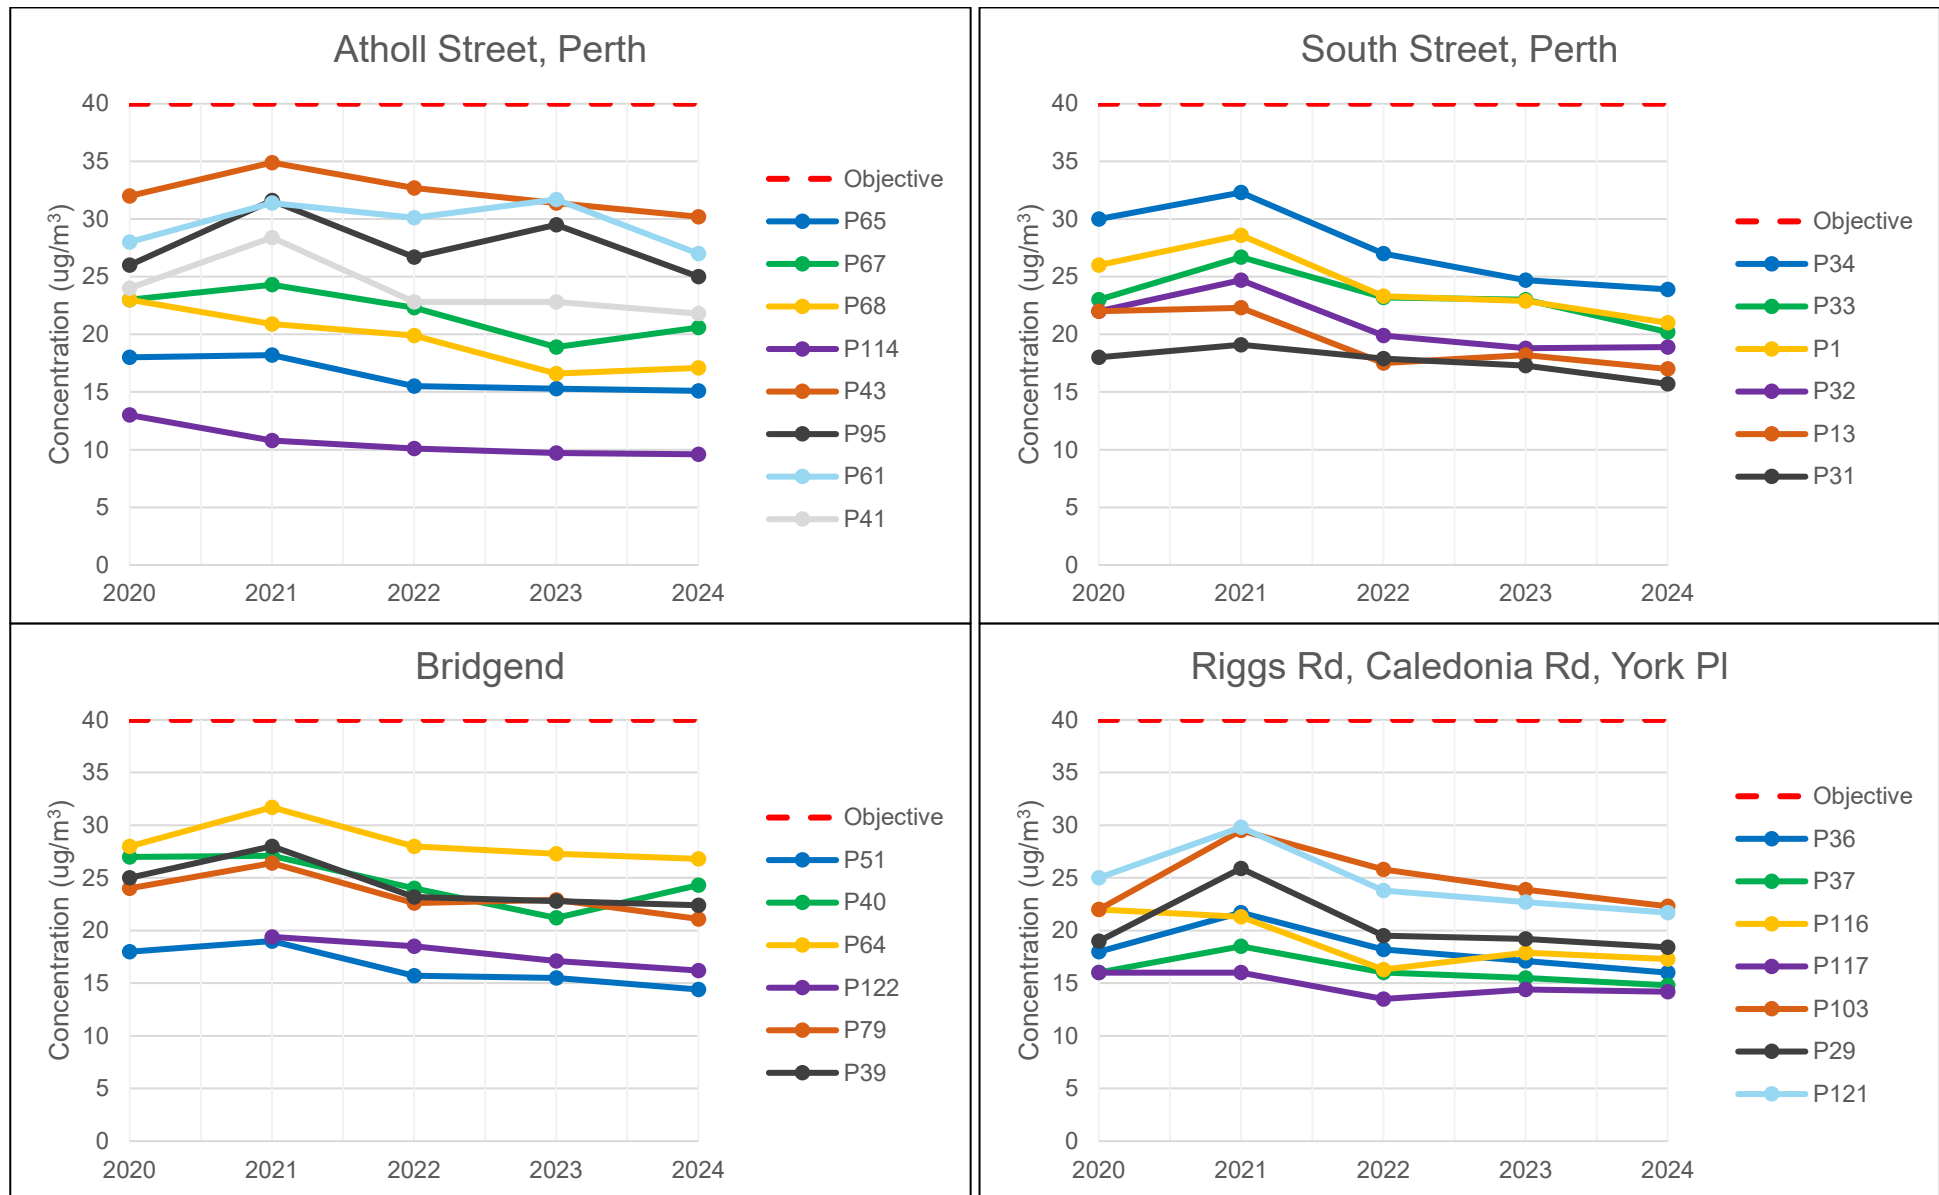 Atholl Street, Perth
Concentration (ug/m³)
40
35
30
25
20
15
10
5
0
2020 2021 2022 2023 2024
Objective
P65
P67
P68
P114
P43
P95
P61
P41
South Street, Perth
Concentration (ug/m³)
40
35
30
25
20
15
10
5
0
2020 2021 2022 2023 2024
Objective
P34
P33
P1
P32
P13
P31
Bridgend
Concentration (ug/m³)
40
35
30
25
20
15
10
5
0
2020 2021 2022 2023 2024
Objective
P51
P40
P64
P122
P79
P39
Riggs Rd, Caledonia Rd, York Pl
Concentration (ug/m³)
40
35
30
25
20
15
10
5
0
2020 2021 2022 2023 2024
Objective
P36
P37
P116
P117
P103
P29
P121